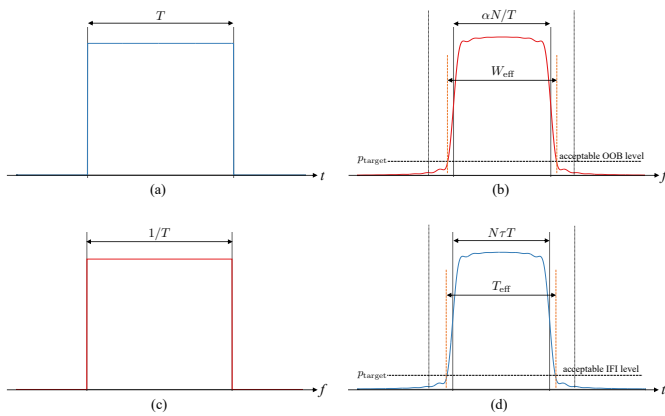 T
t
(a)
αN/T
W_eff
p_target
acceptable OOB level
f
(b)
1/T
f
(c)
NτT
T_eff
p_target
acceptable IFI level
t
(d)